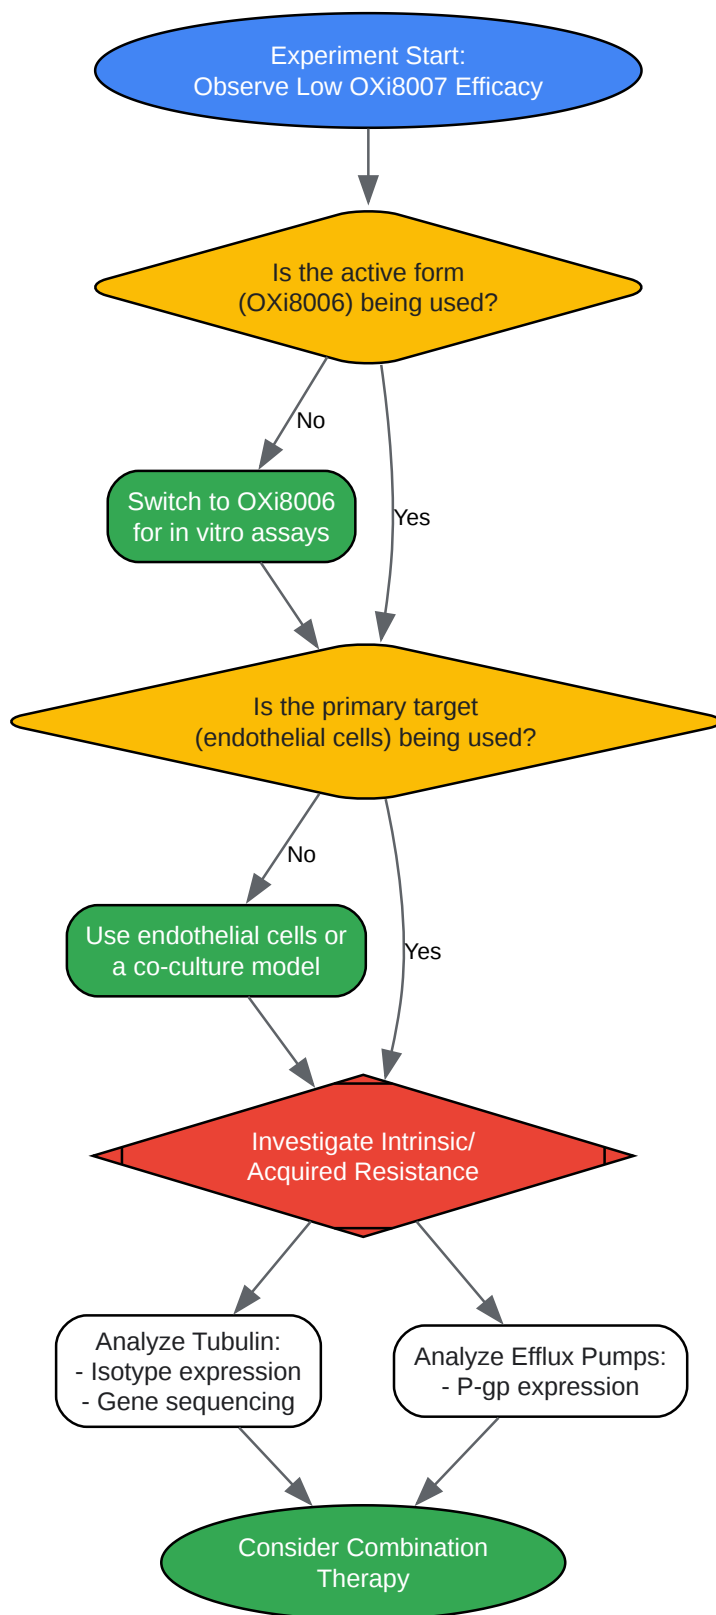 Experiment Start:
Observe Low OXi8007 Efficacy
Is the active form
(OXi8006) being used?
No
Switch to OXi8006
for in vitro assays
Yes
Is the primary target
(endothelial cells) being used?
No
Use endothelial cells or
a co-culture model
Yes
Investigate Intrinsic/
Acquired Resistance
Analyze Tubulin:
- Isotype expression
- Gene sequencing
Analyze Efflux Pumps:
- P-gp expression
Consider Combination
Therapy